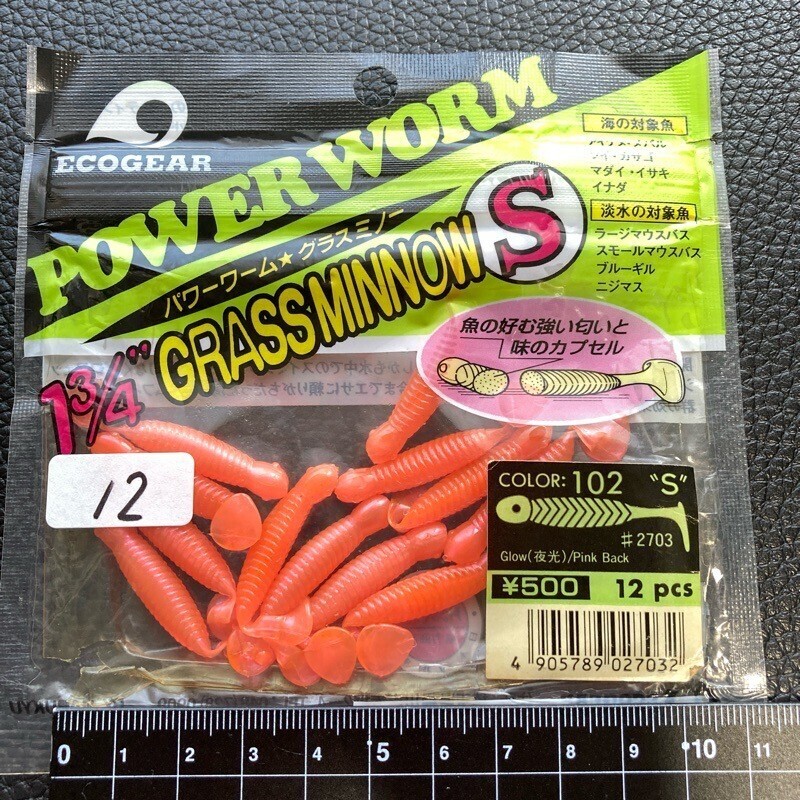 ECOGEAR
POWER WORM
パワーワーム★グラスミノー
GRASS MINNOW S
1 3/4"
海の対象魚
マダイ・イサキ
イナダ
淡水の対象魚
ラージマウスバス
スモールマウスバス
ブルーギル
ニジマス
魚の好む強い匂いと
味のカプセル
12
COLOR: 102 "S"
#2703
Glow(夜光)/Pink Back
¥500 12 pcs
4 905789 027032
0 1 2 3 4 5 6 7 8 9 10 11